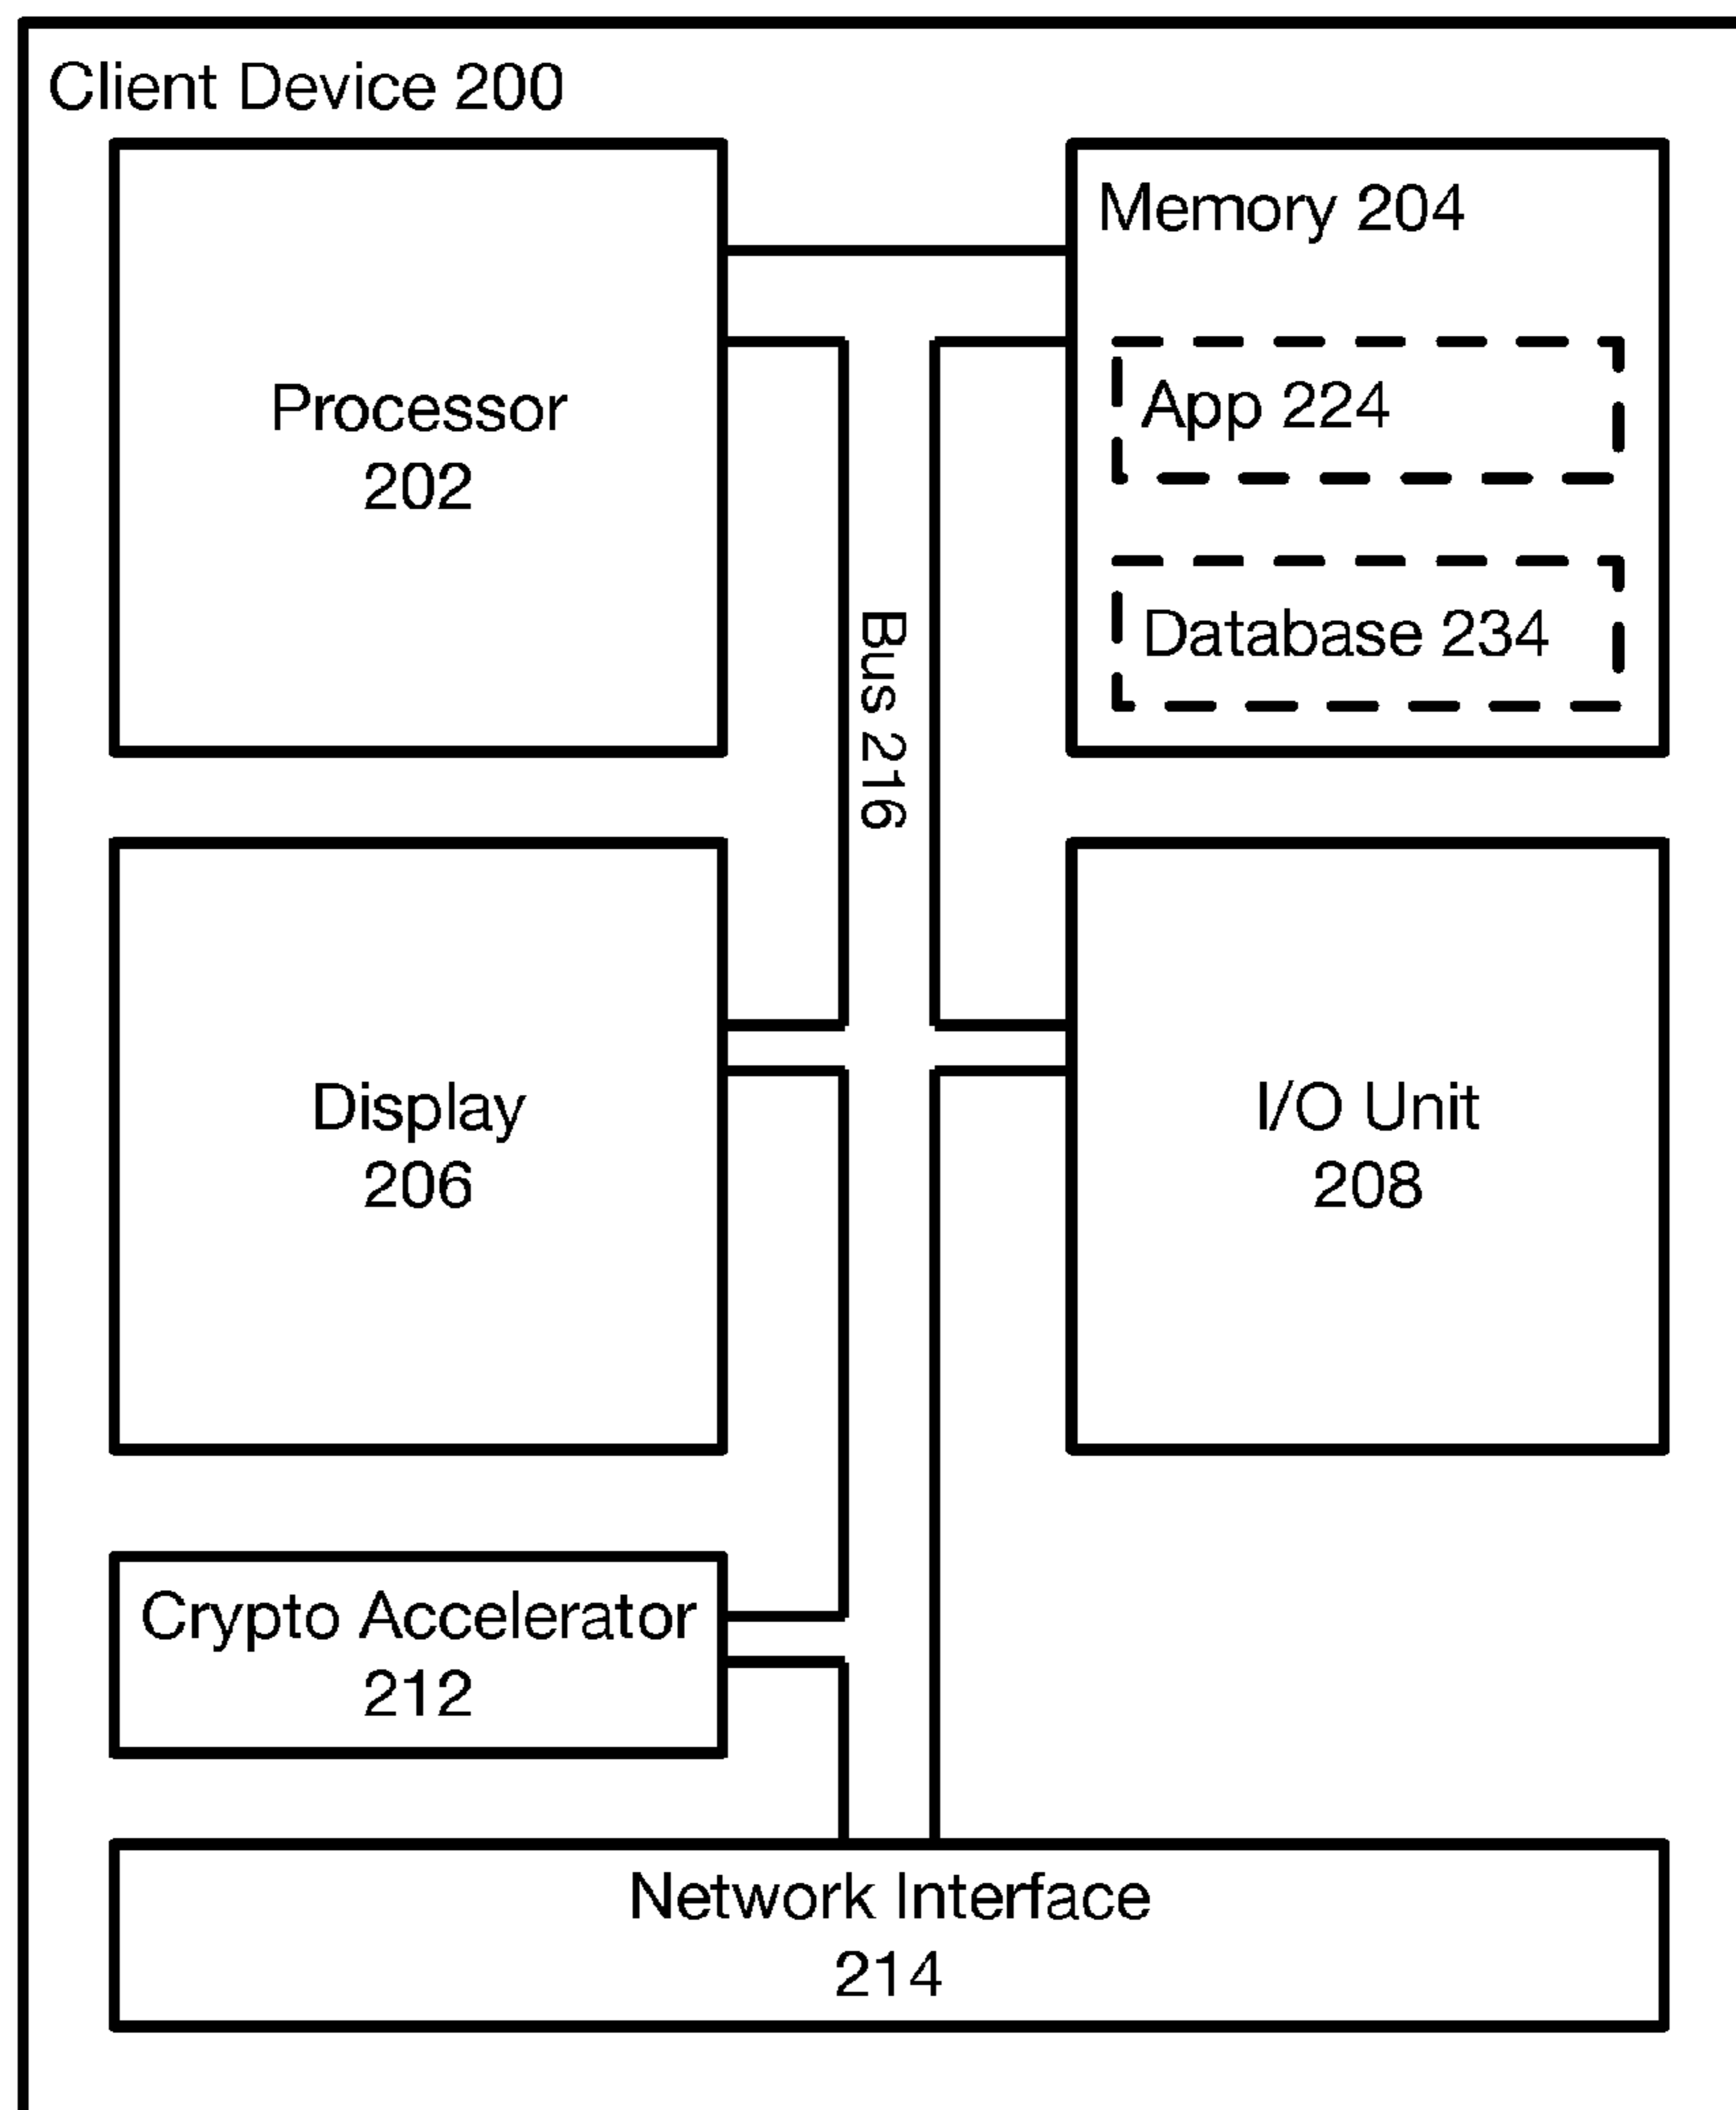 Client Device 200
Processor
202
Memory 204
App 224
Database 234
Bus 216
Display
206
I/O Unit
208
Crypto Accelerator
212
Network Interface
214